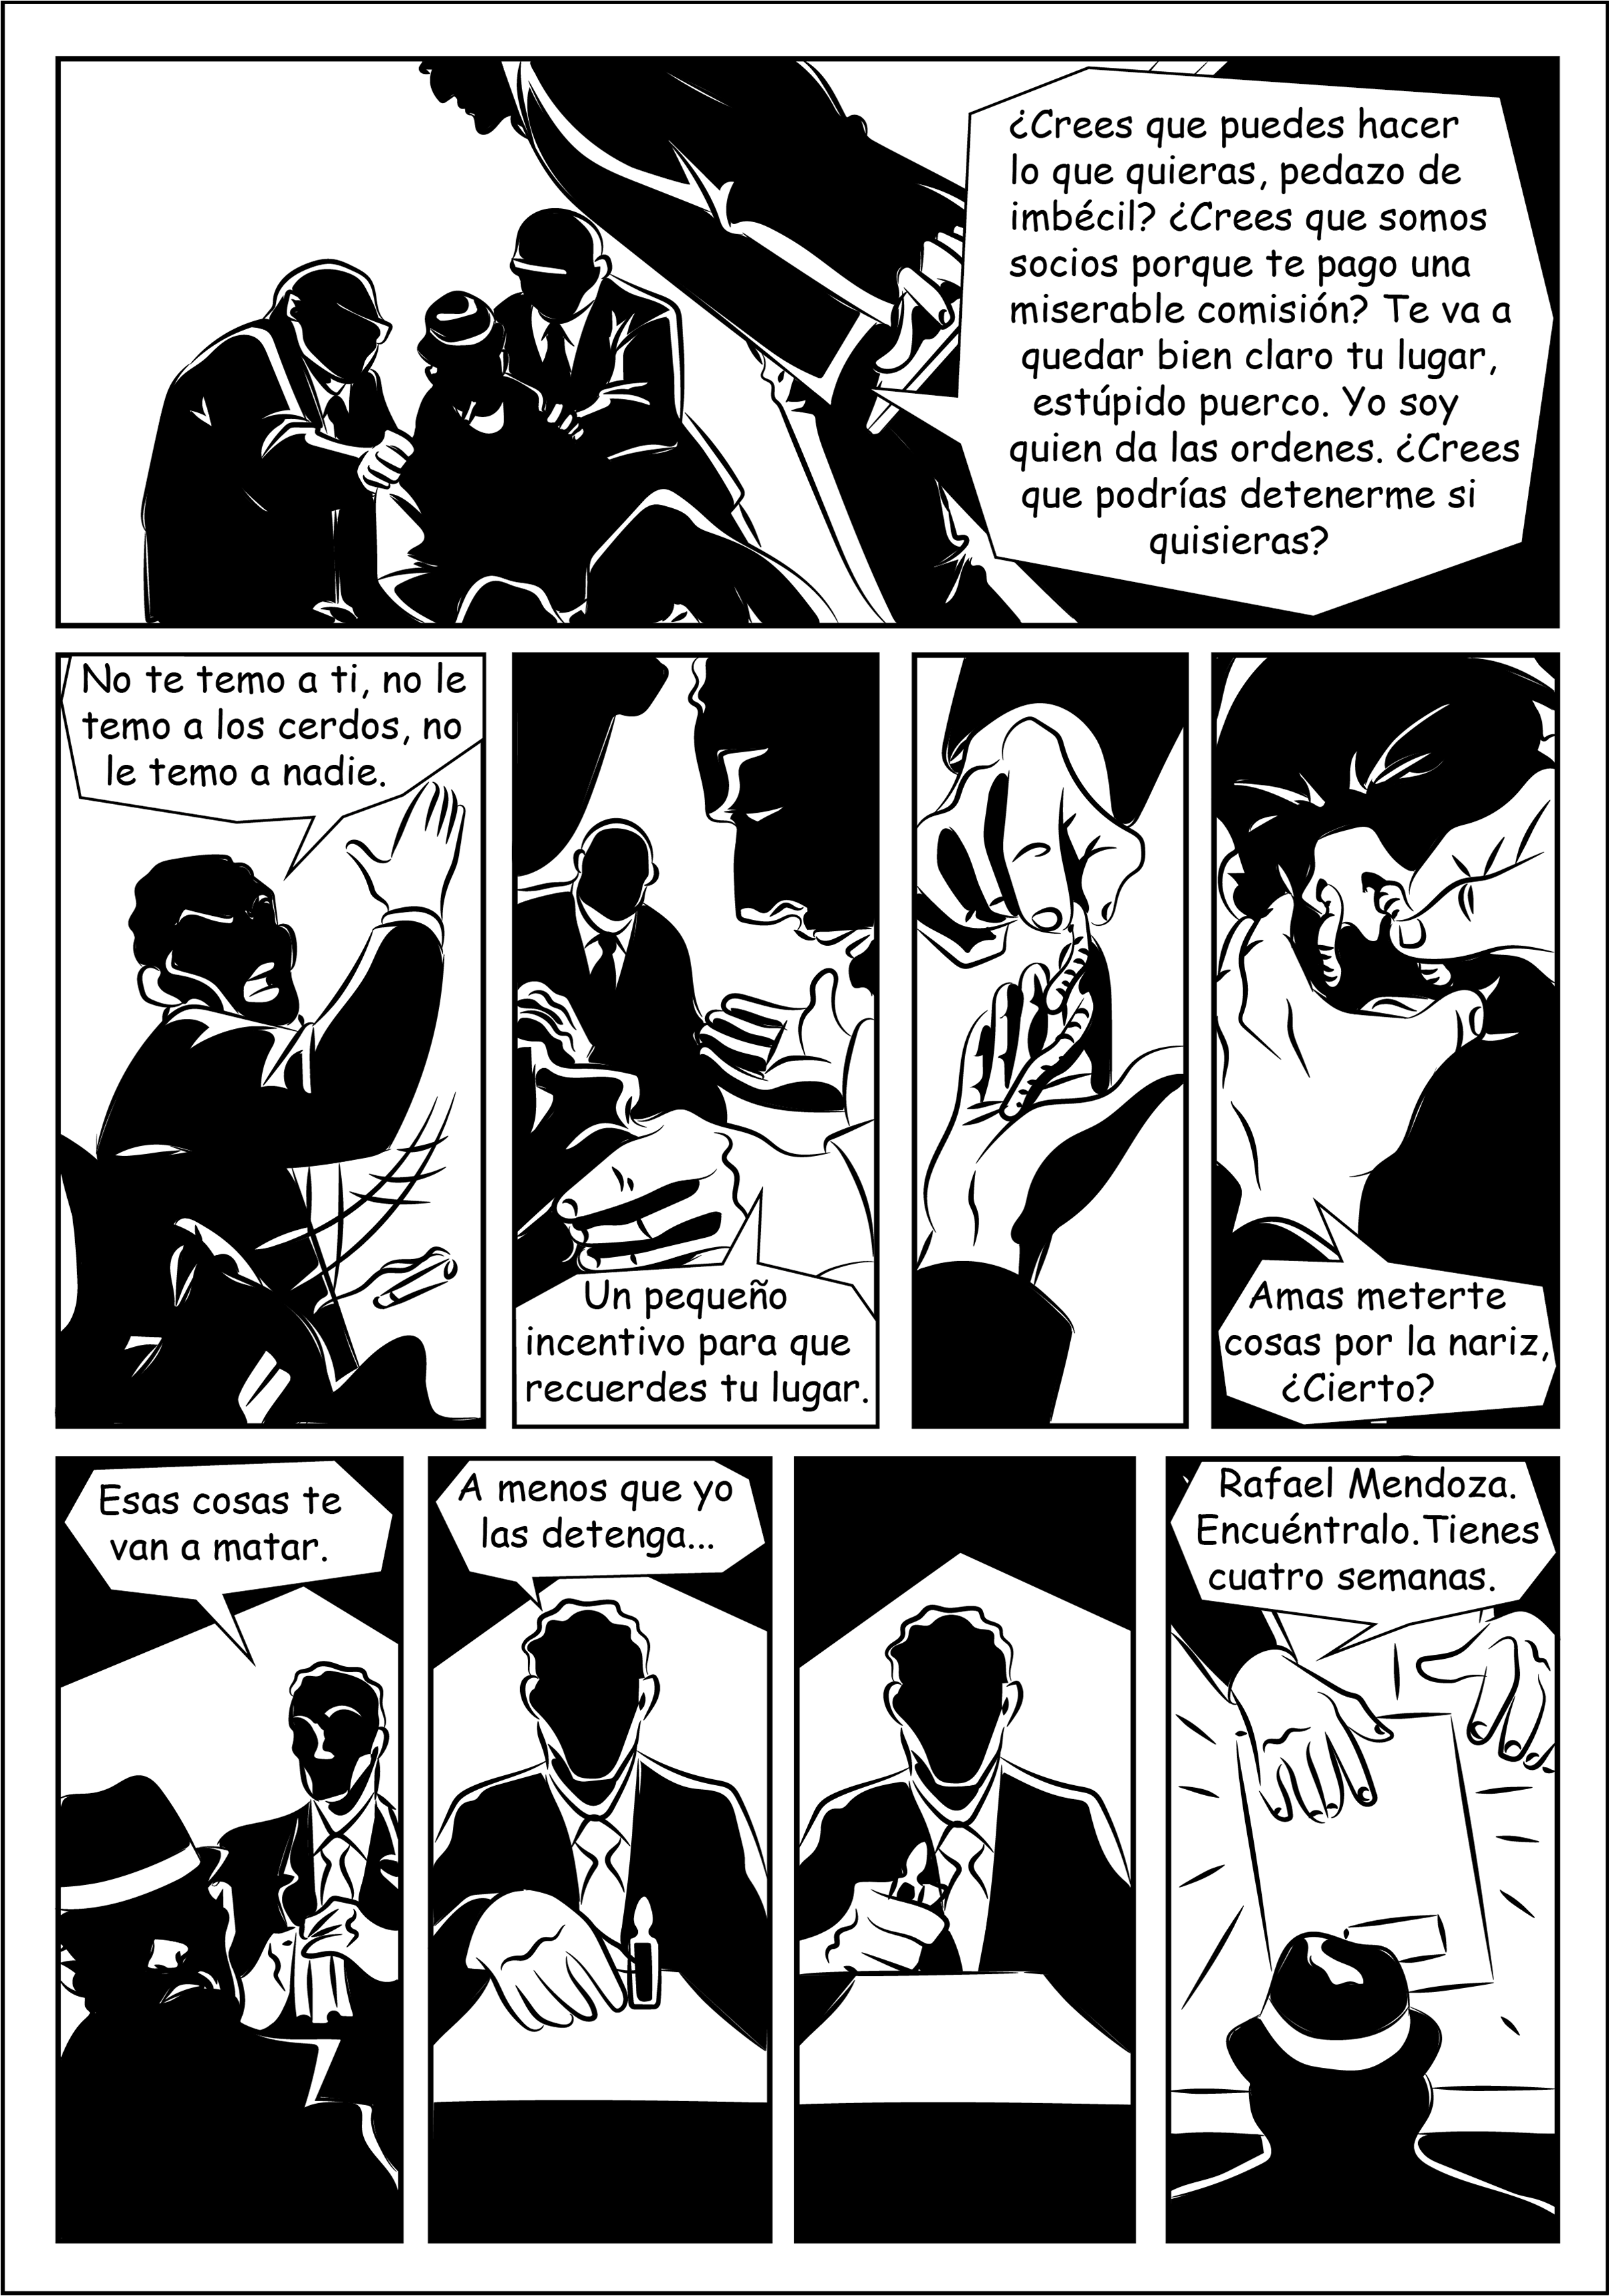 ¿Crees que puedes hacer
lo que quieras, pedazo de
imbécil? ¿Crees que somos
socios porque te pago una
miserable comisión? Te va a
quedar bien claro tu lugar,
estúpido puerco. Yo soy
quien da las ordenes. ¿Crees
que podrías detenerme si
quisieras?
No te temo a ti, no le
temo a los cerdos, no
le temo a nadie.
Un pequeño
incentivo para que
recuerdes tu lugar.
Amas meterte
cosas por la nariz,
¿Cierto?
Esas cosas te
van a matar.
A menos que yo
las detenga...
Rafael Mendoza.
Encuéntralo.Tienes
cuatro semanas.